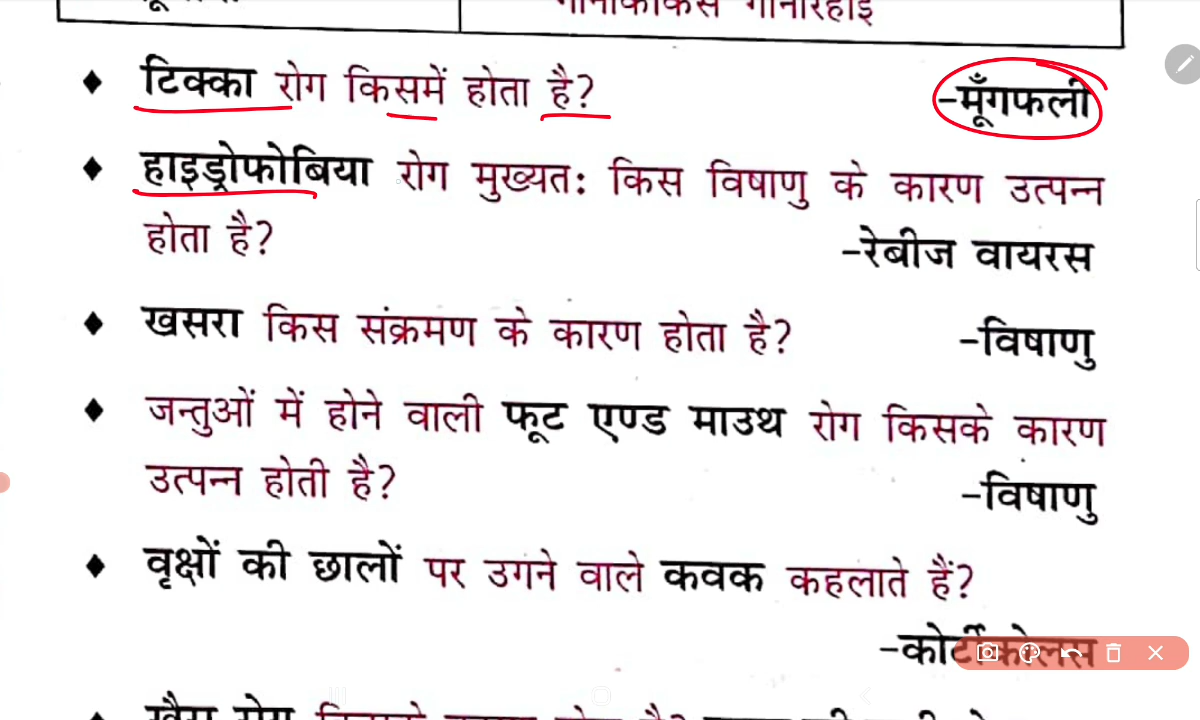 ♦ टिक्का रोग किसमें होता है? -मूँगफली
♦ हाइड्रोफोबिया रोग मुख्यतः किस विषाणु के कारण उत्पन्न
होता है? -रेबीज वायरस
♦ खसरा किस संक्रमण के कारण होता है? -विषाणु
♦ जन्तुओं में होने वाली फूट एण्ड माउथ रोग किसके कारण
उत्पन्न होती है? -विषाणु
♦ वृक्षों की छालों पर उगने वाले कवक कहलाते हैं?
-कोर्टीकोलस